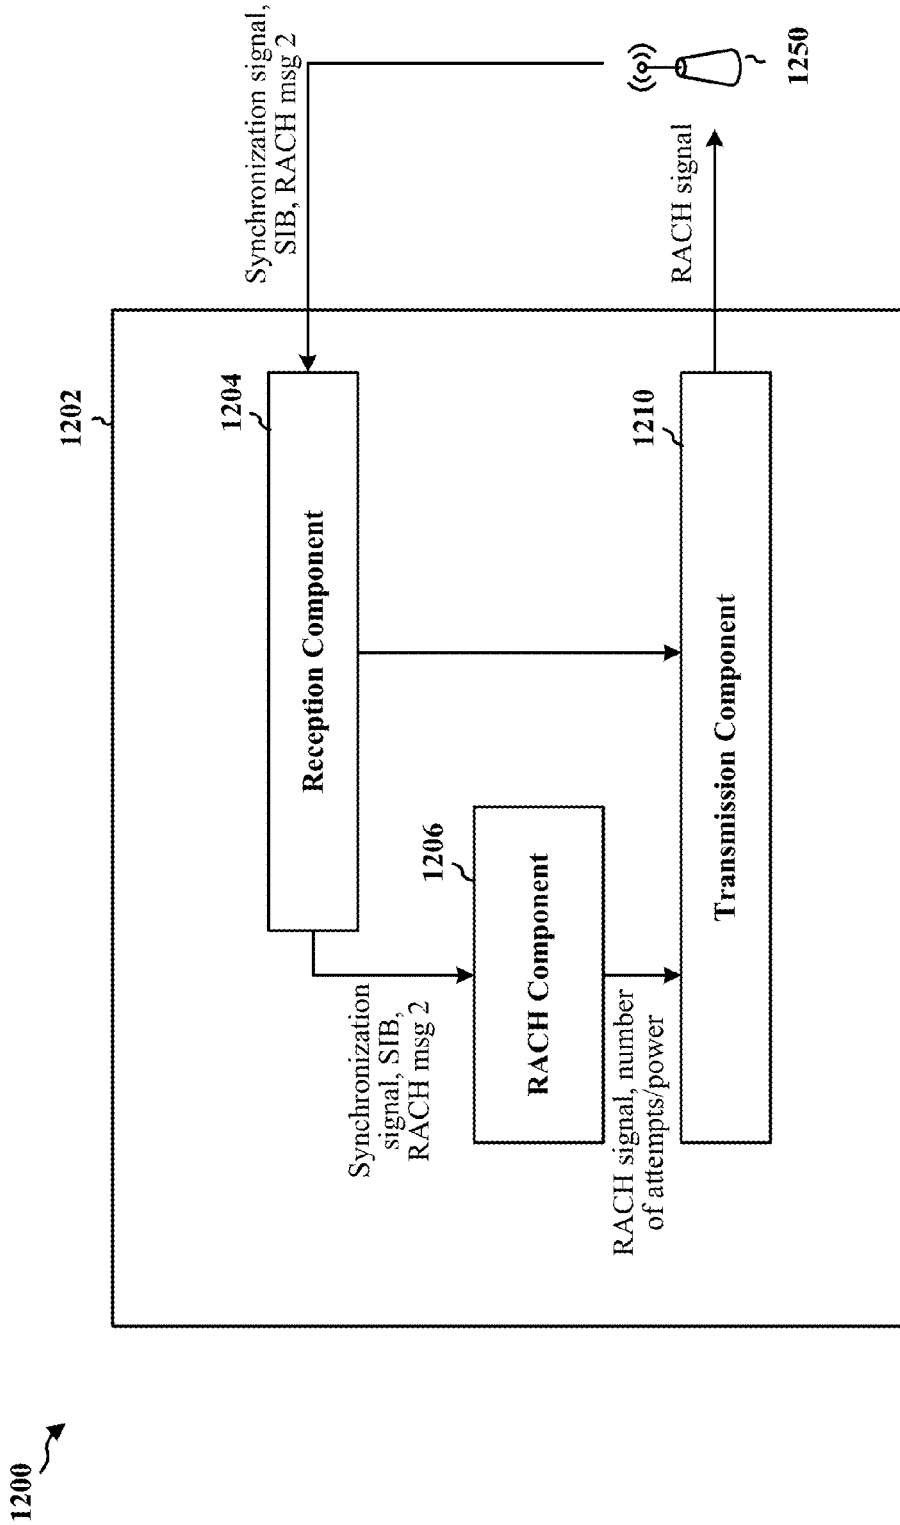 1200
1202
Synchronization signal,
SIB, RACH msg 2
1204
Reception Component
Synchronization
signal, SIB,
RACH msg 2
1206
RACH Component
RACH signal, number
of attempts/power
1210
Transmission Component
RACH signal
1250